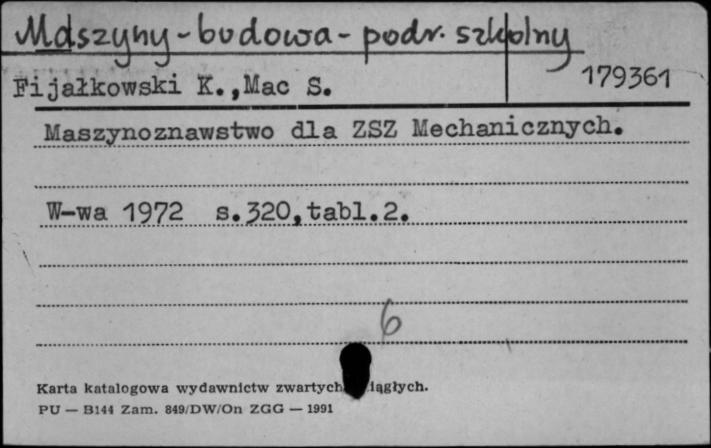 Maszyny - budowa - podr. szkolny
Fijałkowski K., Mac S.
179361
Maszynoznawstwo dla ZSZ Mechanicznych.
W-wa 1972 s.320, tabl.2.
6
Karta katalogowa wydawnictw zwartych iągłych.
PU — B144 Zam. 849/DW/On ZGG — 1991